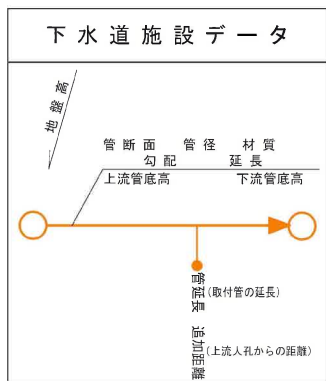 下水道施設データ
地盤高
管断面 管径 材質
勾配 延長
上流管底高 下流管底高
管延長 (取付管の延長)
追加距離 (上流人孔からの距離)